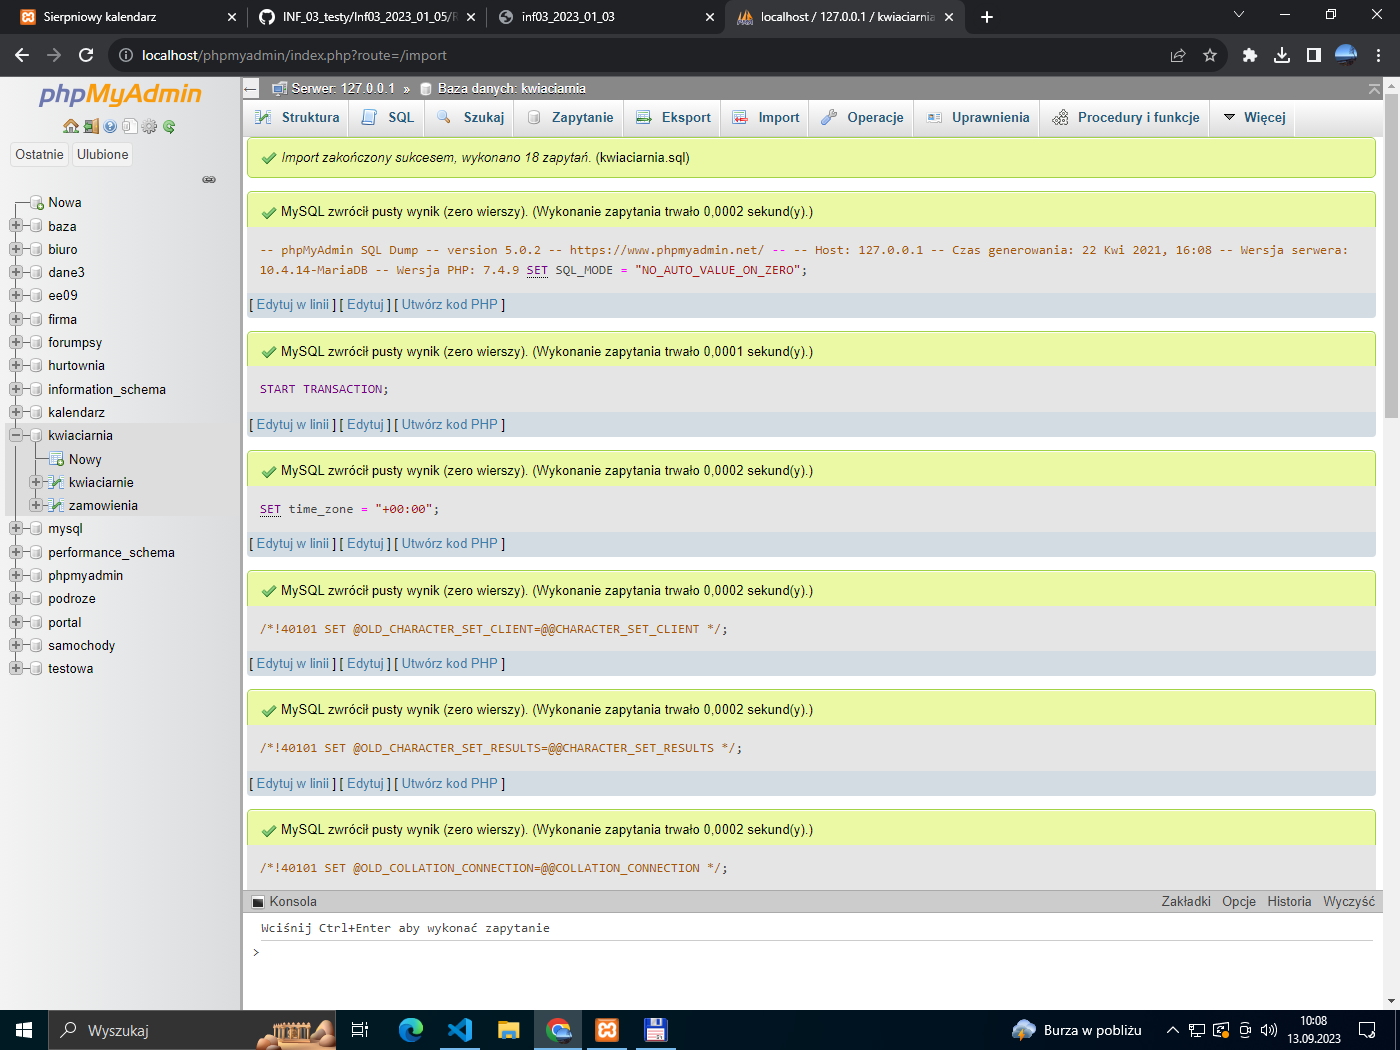 Sierpniowy kalendarz
INF_03_testy/Inf03_2023_01_05/R
inf03_2023_01_03
localhost / 127.0.0.1 / kwiaciarnia
localhost/phpmyadmin/index.php?route=/import
phpMyAdmin
Ostatnie
Ulubione
Nowa
baza
biuro
dane3
ee09
firma
forumpsy
hurtownia
information_schema
kalendarz
kwiaciarnia
Nowy
kwiaciarnie
zamowienia
mysql
performance_schema
phpmyadmin
podroze
portal
samochody
testowa
Serwer: 127.0.0.1 » Baza danych: kwiaciarnia
Struktura SQL Szukaj Zapytanie Eksport Import Operacje Uprawnienia Procedury i funkcje Więcej
Import zakończony sukcesem, wykonano 18 zapytań. (kwiaciarnia.sql)
MySQL zwrócił pusty wynik (zero wierszy). (Wykonanie zapytania trwało 0,0002 sekund(y).)
-- phpMyAdmin SQL Dump -- version 5.0.2 -- https://www.phpmyadmin.net/ -- -- Host: 127.0.0.1 -- Czas generowania: 22 Kwi 2021, 16:08 -- Wersja serwera:
10.4.14-MariaDB -- Wersja PHP: 7.4.9 SET SQL_MODE = "NO_AUTO_VALUE_ON_ZERO";
[ Edytuj w linii ] [ Edytuj ] [ Utwórz kod PHP ]
MySQL zwrócił pusty wynik (zero wierszy). (Wykonanie zapytania trwało 0,0001 sekund(y).)
START TRANSACTION;
[ Edytuj w linii ] [ Edytuj ] [ Utwórz kod PHP ]
MySQL zwrócił pusty wynik (zero wierszy). (Wykonanie zapytania trwało 0,0002 sekund(y).)
SET time_zone = "+00:00";
[ Edytuj w linii ] [ Edytuj ] [ Utwórz kod PHP ]
MySQL zwrócił pusty wynik (zero wierszy). (Wykonanie zapytania trwało 0,0002 sekund(y).)
/*!40101 SET @OLD_CHARACTER_SET_CLIENT=@@CHARACTER_SET_CLIENT */;
[ Edytuj w linii ] [ Edytuj ] [ Utwórz kod PHP ]
MySQL zwrócił pusty wynik (zero wierszy). (Wykonanie zapytania trwało 0,0002 sekund(y).)
/*!40101 SET @OLD_CHARACTER_SET_RESULTS=@@CHARACTER_SET_RESULTS */;
[ Edytuj w linii ] [ Edytuj ] [ Utwórz kod PHP ]
MySQL zwrócił pusty wynik (zero wierszy). (Wykonanie zapytania trwało 0,0002 sekund(y).)
/*!40101 SET @OLD_COLLATION_CONNECTION=@@COLLATION_CONNECTION */;
Konsola
Zakładki Opcje Historia Wyczyść
Wciśnij Ctrl+Enter aby wykonać zapytanie
>
Wyszukaj
Burza w pobliżu
10:08
13.09.2023